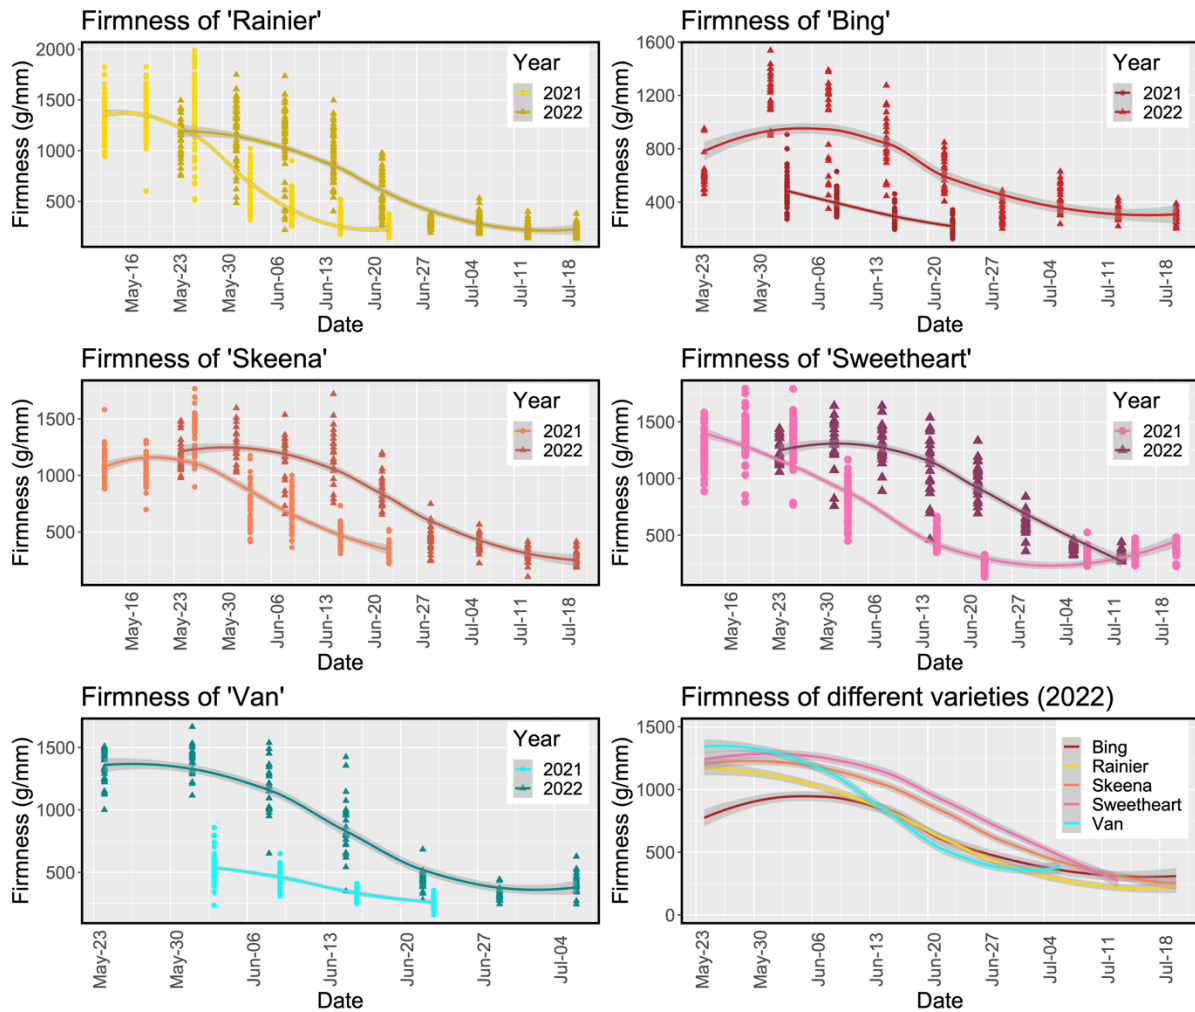 Firmness of 'Rainier'
Firmness (g/mm)
2000
1500
1000
500
Year
2021
2022
May-16
May-23
May-30
Jun-06
Jun-13
Jun-20
Jun-27
Jul-04
Jul-11
Jul-18
Date
Firmness of 'Bing'
Firmness (g/mm)
1600
1200
800
400
Year
2021
2022
May-23
May-30
Jun-06
Jun-13
Jun-20
Jun-27
Jul-04
Jul-11
Jul-18
Date
Firmness of 'Skeena'
Firmness (g/mm)
1500
1000
500
Year
2021
2022
May-16
May-23
May-30
Jun-06
Jun-13
Jun-20
Jun-27
Jul-04
Jul-11
Jul-18
Date
Firmness of 'Sweetheart'
Firmness (g/mm)
1500
1000
500
Year
2021
2022
May-16
May-23
May-30
Jun-06
Jun-13
Jun-20
Jun-27
Jul-04
Jul-11
Jul-18
Date
Firmness of 'Van'
Firmness (g/mm)
1500
1000
500
Year
2021
2022
May-23
May-30
Jun-06
Jun-13
Jun-20
Jun-27
Jul-04
Date
Firmness of different varieties (2022)
Firmness (g/mm)
1500
1000
500
0
Bing
Rainier
Skeena
Sweetheart
Van
May-23
May-30
Jun-06
Jun-13
Jun-20
Jun-27
Jul-04
Jul-11
Jul-18
Date